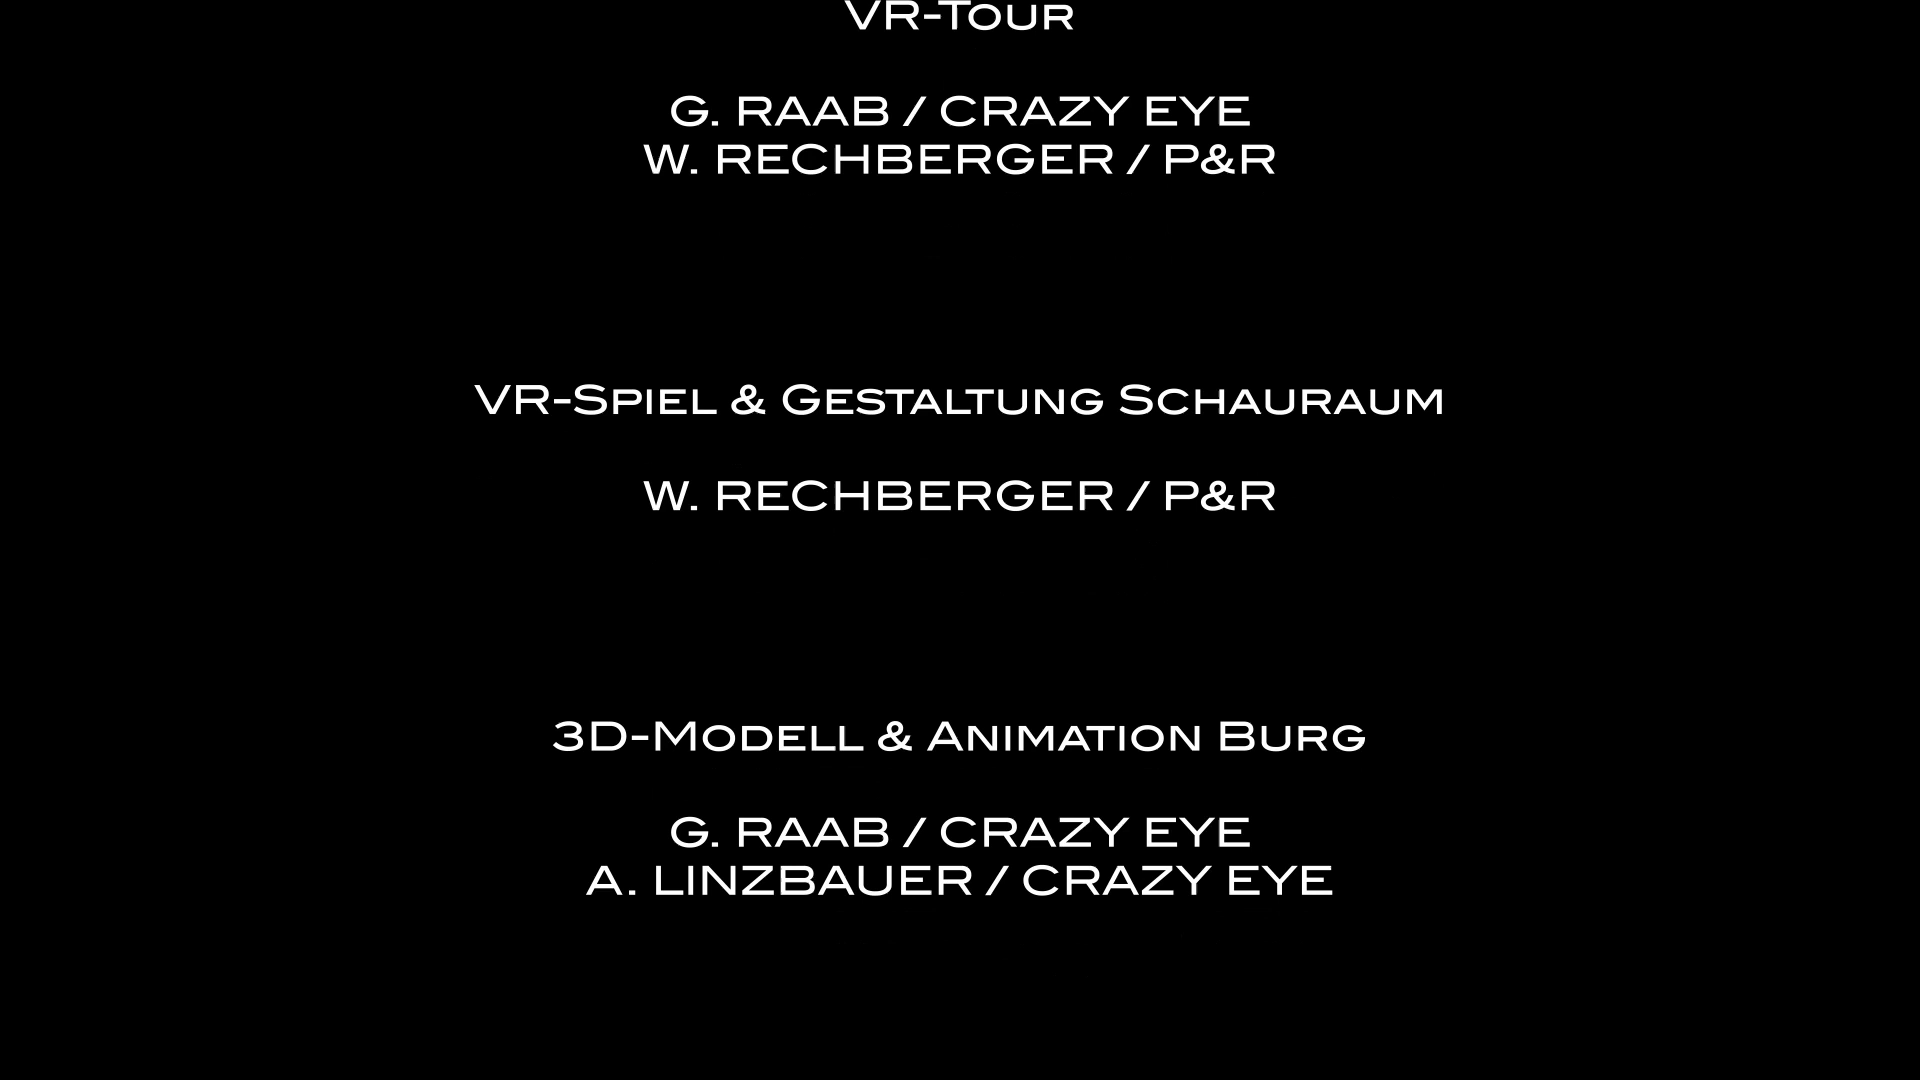 VR-Tour
G. RAAB / CRAZY EYE
W. RECHBERGER / P&R
VR-Spiel & Gestaltung Schauraum
W. RECHBERGER / P&R
3D-Modell & Animation Burg
G. RAAB / CRAZY EYE
A. LINZBAUER / CRAZY EYE